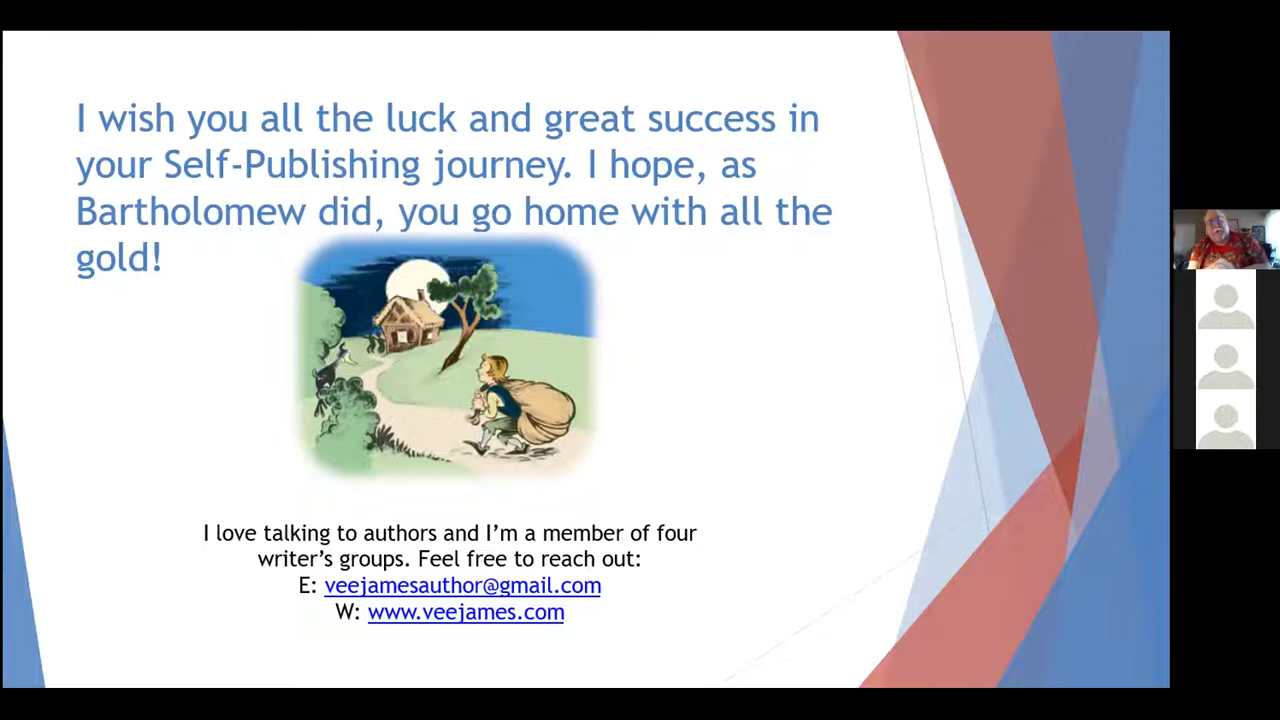 I wish you all the luck and great success in
your Self-Publishing journey. I hope, as
Bartholomew did, you go home with all the
gold!
I love talking to authors and I’m a member of four
writer’s groups. Feel free to reach out:
E: veejamesauthor@gmail.com
W: www.veejames.com